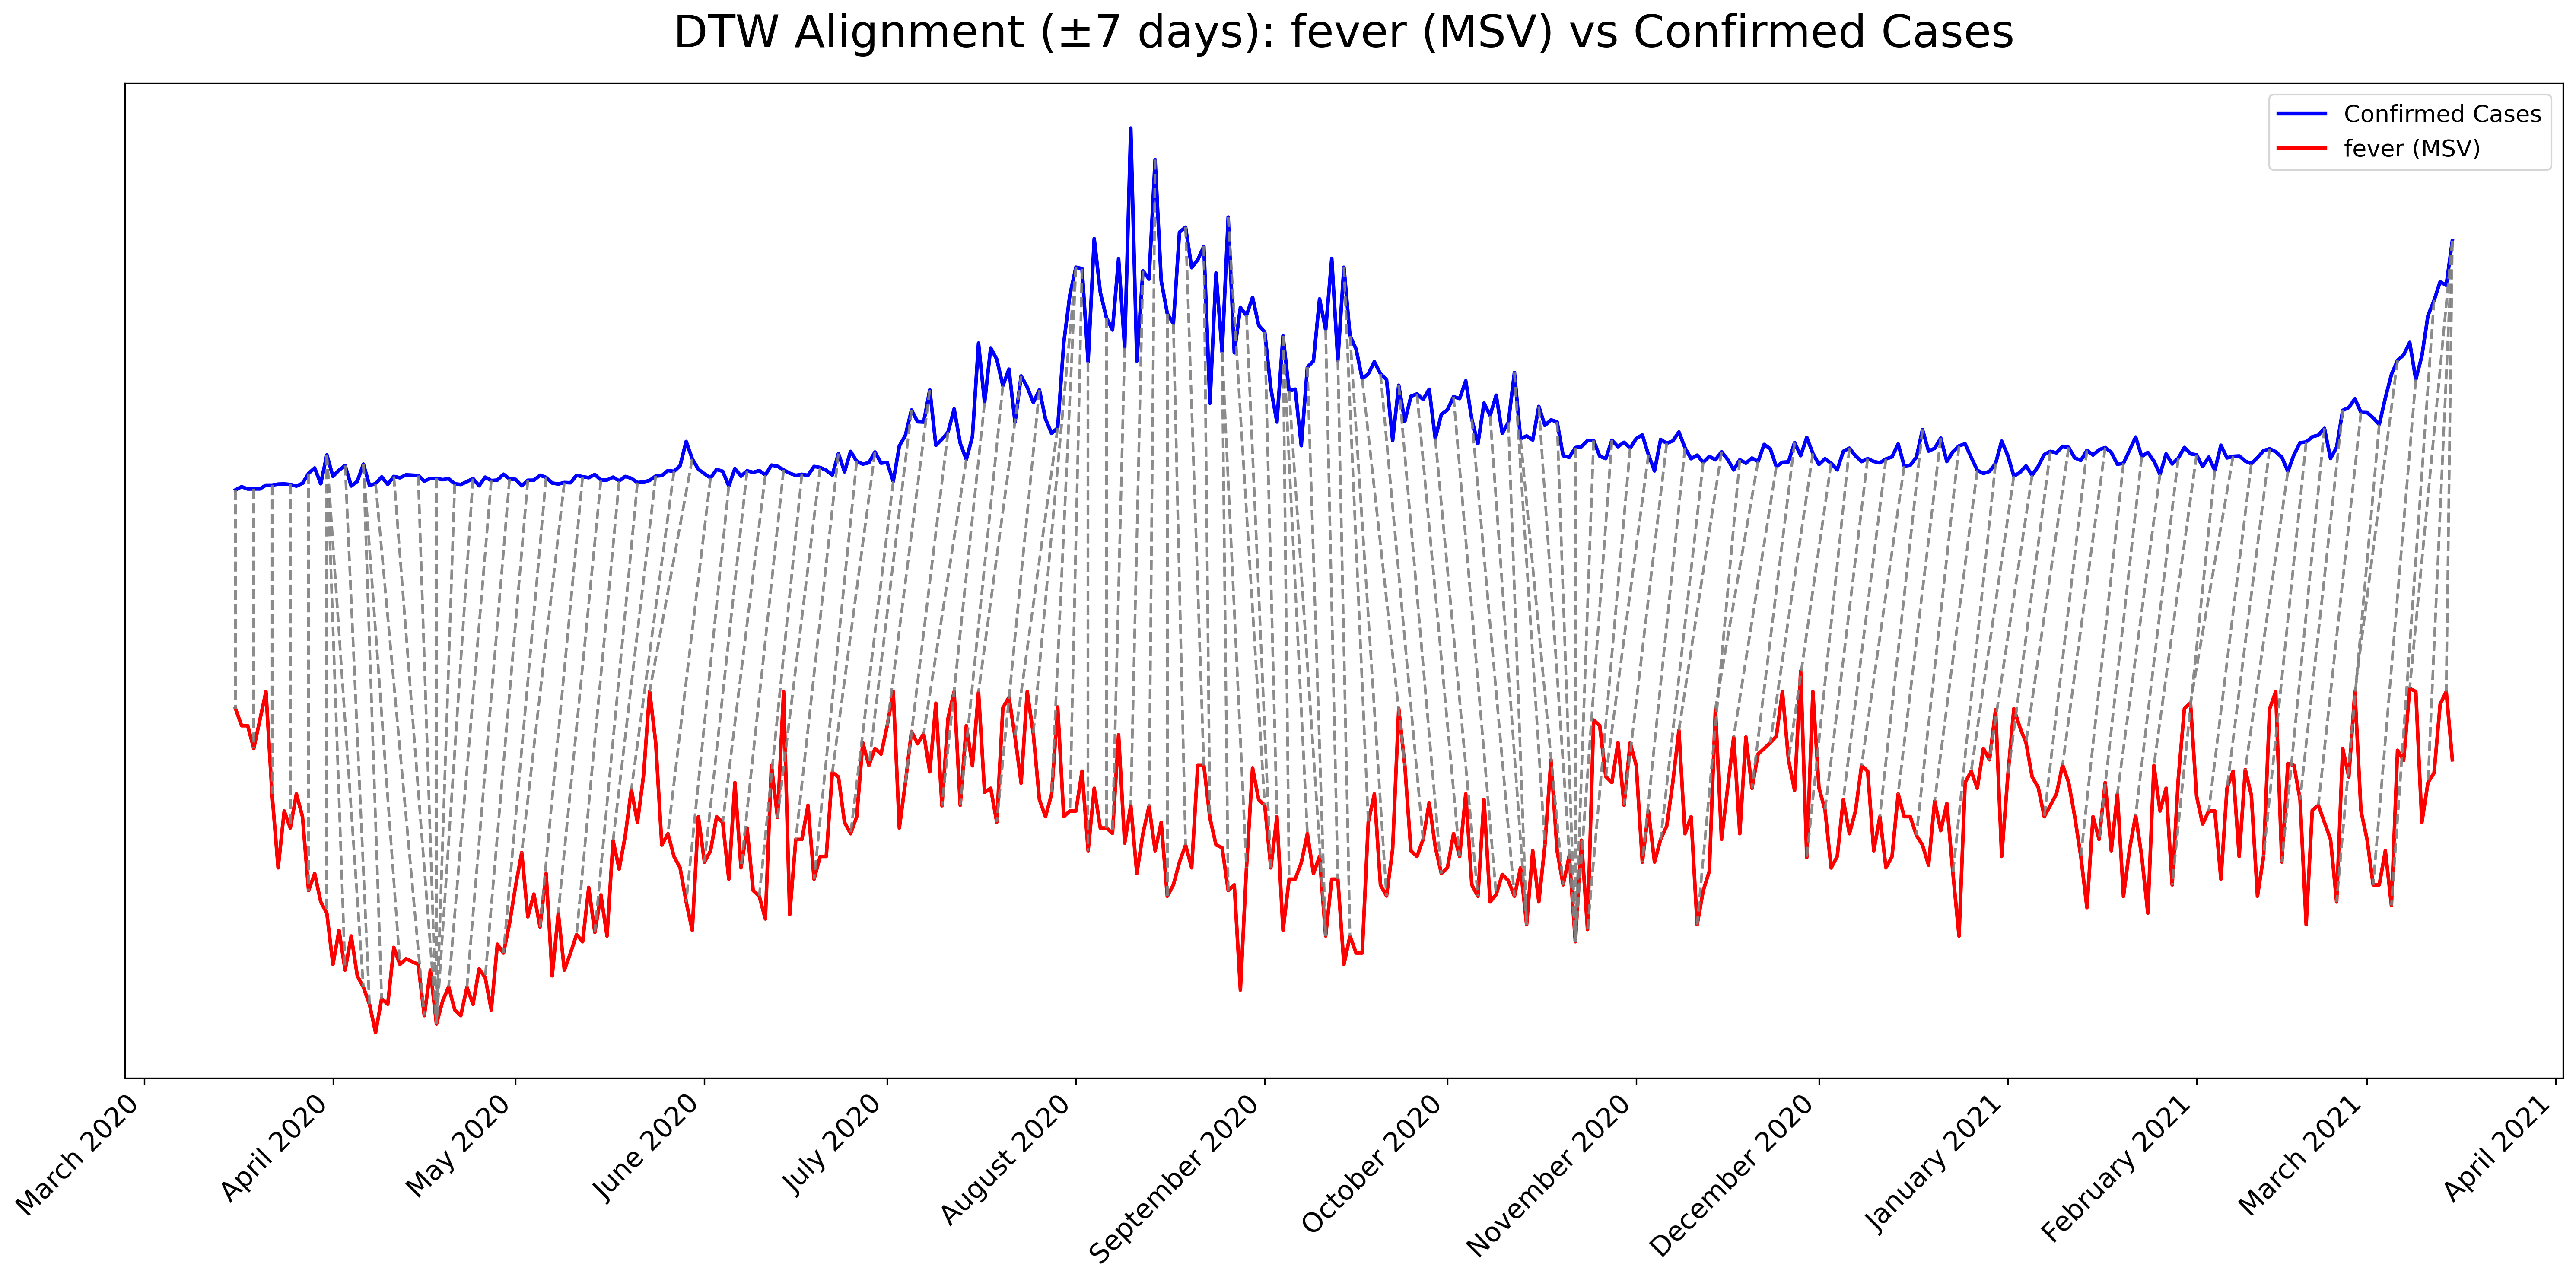 DTW Alignment (±7 days): fever (MSV) vs Confirmed Cases
Confirmed Cases
fever (MSV)
March 2020
April 2020
May 2020
June 2020
July 2020
August 2020
September 2020
October 2020
November 2020
December 2020
January 2021
February 2021
March 2021
April 2021